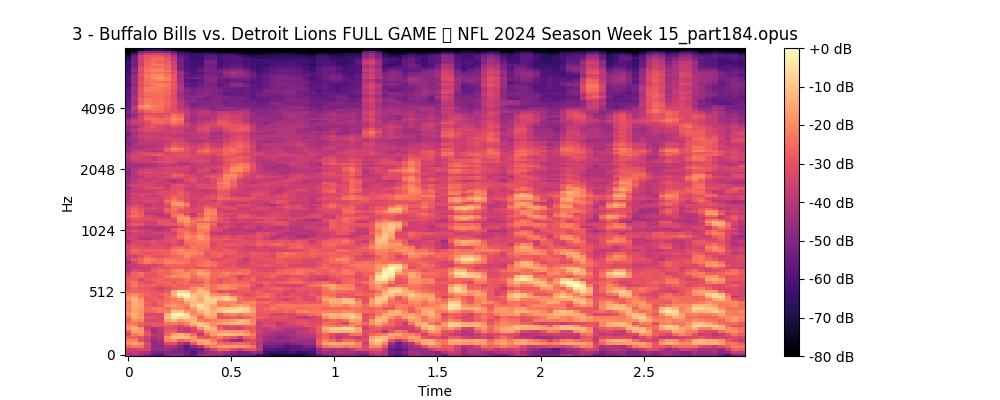 3 - Buffalo Bills vs. Detroit Lions FULL GAME ▯ NFL 2024 Season Week 15_part184.opus
+0 dB
-10 dB
4096
-20 dB
-30 dB
2048
Hz
-40 dB
1024
-50 dB
-60 dB
512
-70 dB
0
-80 dB
0 0.5 1 1.5 2 2.5
Time